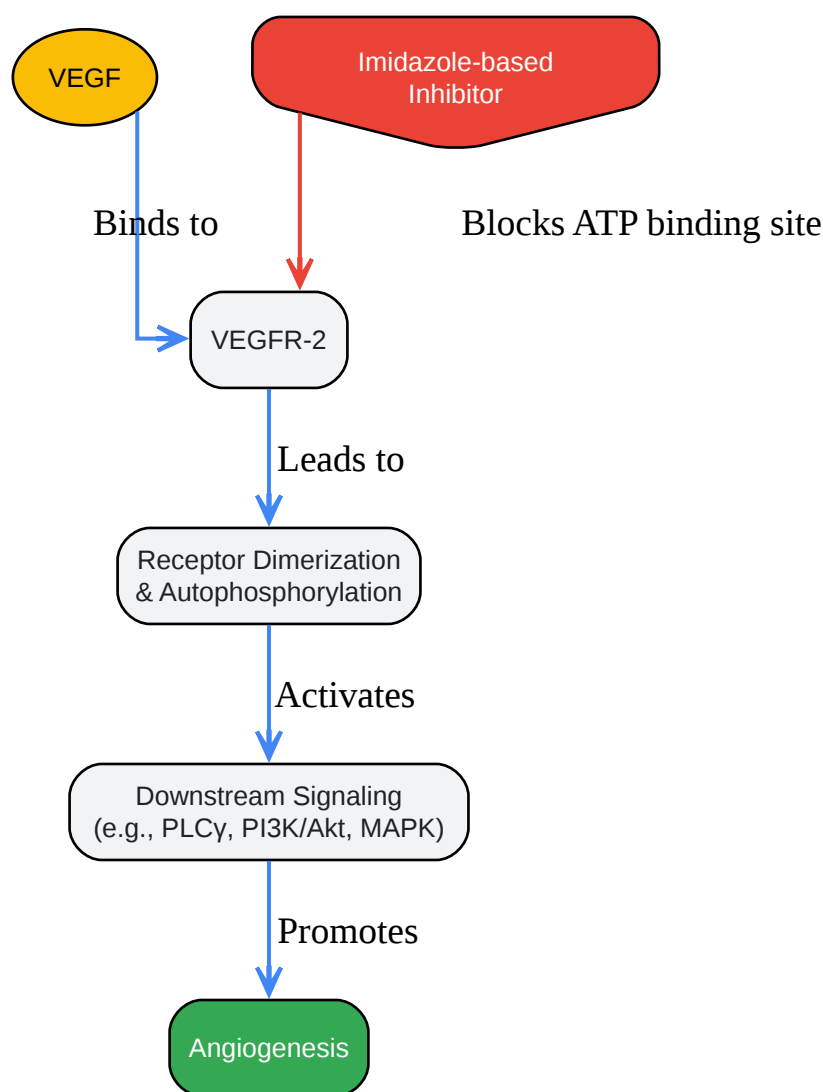 VEGF
Imidazole-based
Inhibitor
Binds to
Blocks ATP binding site
VEGFR-2
Leads to
Receptor Dimerization
& Autophosphorylation
Activates
Downstream Signaling
(e.g., PLCγ, PI3K/Akt, MAPK)
Promotes
Angiogenesis